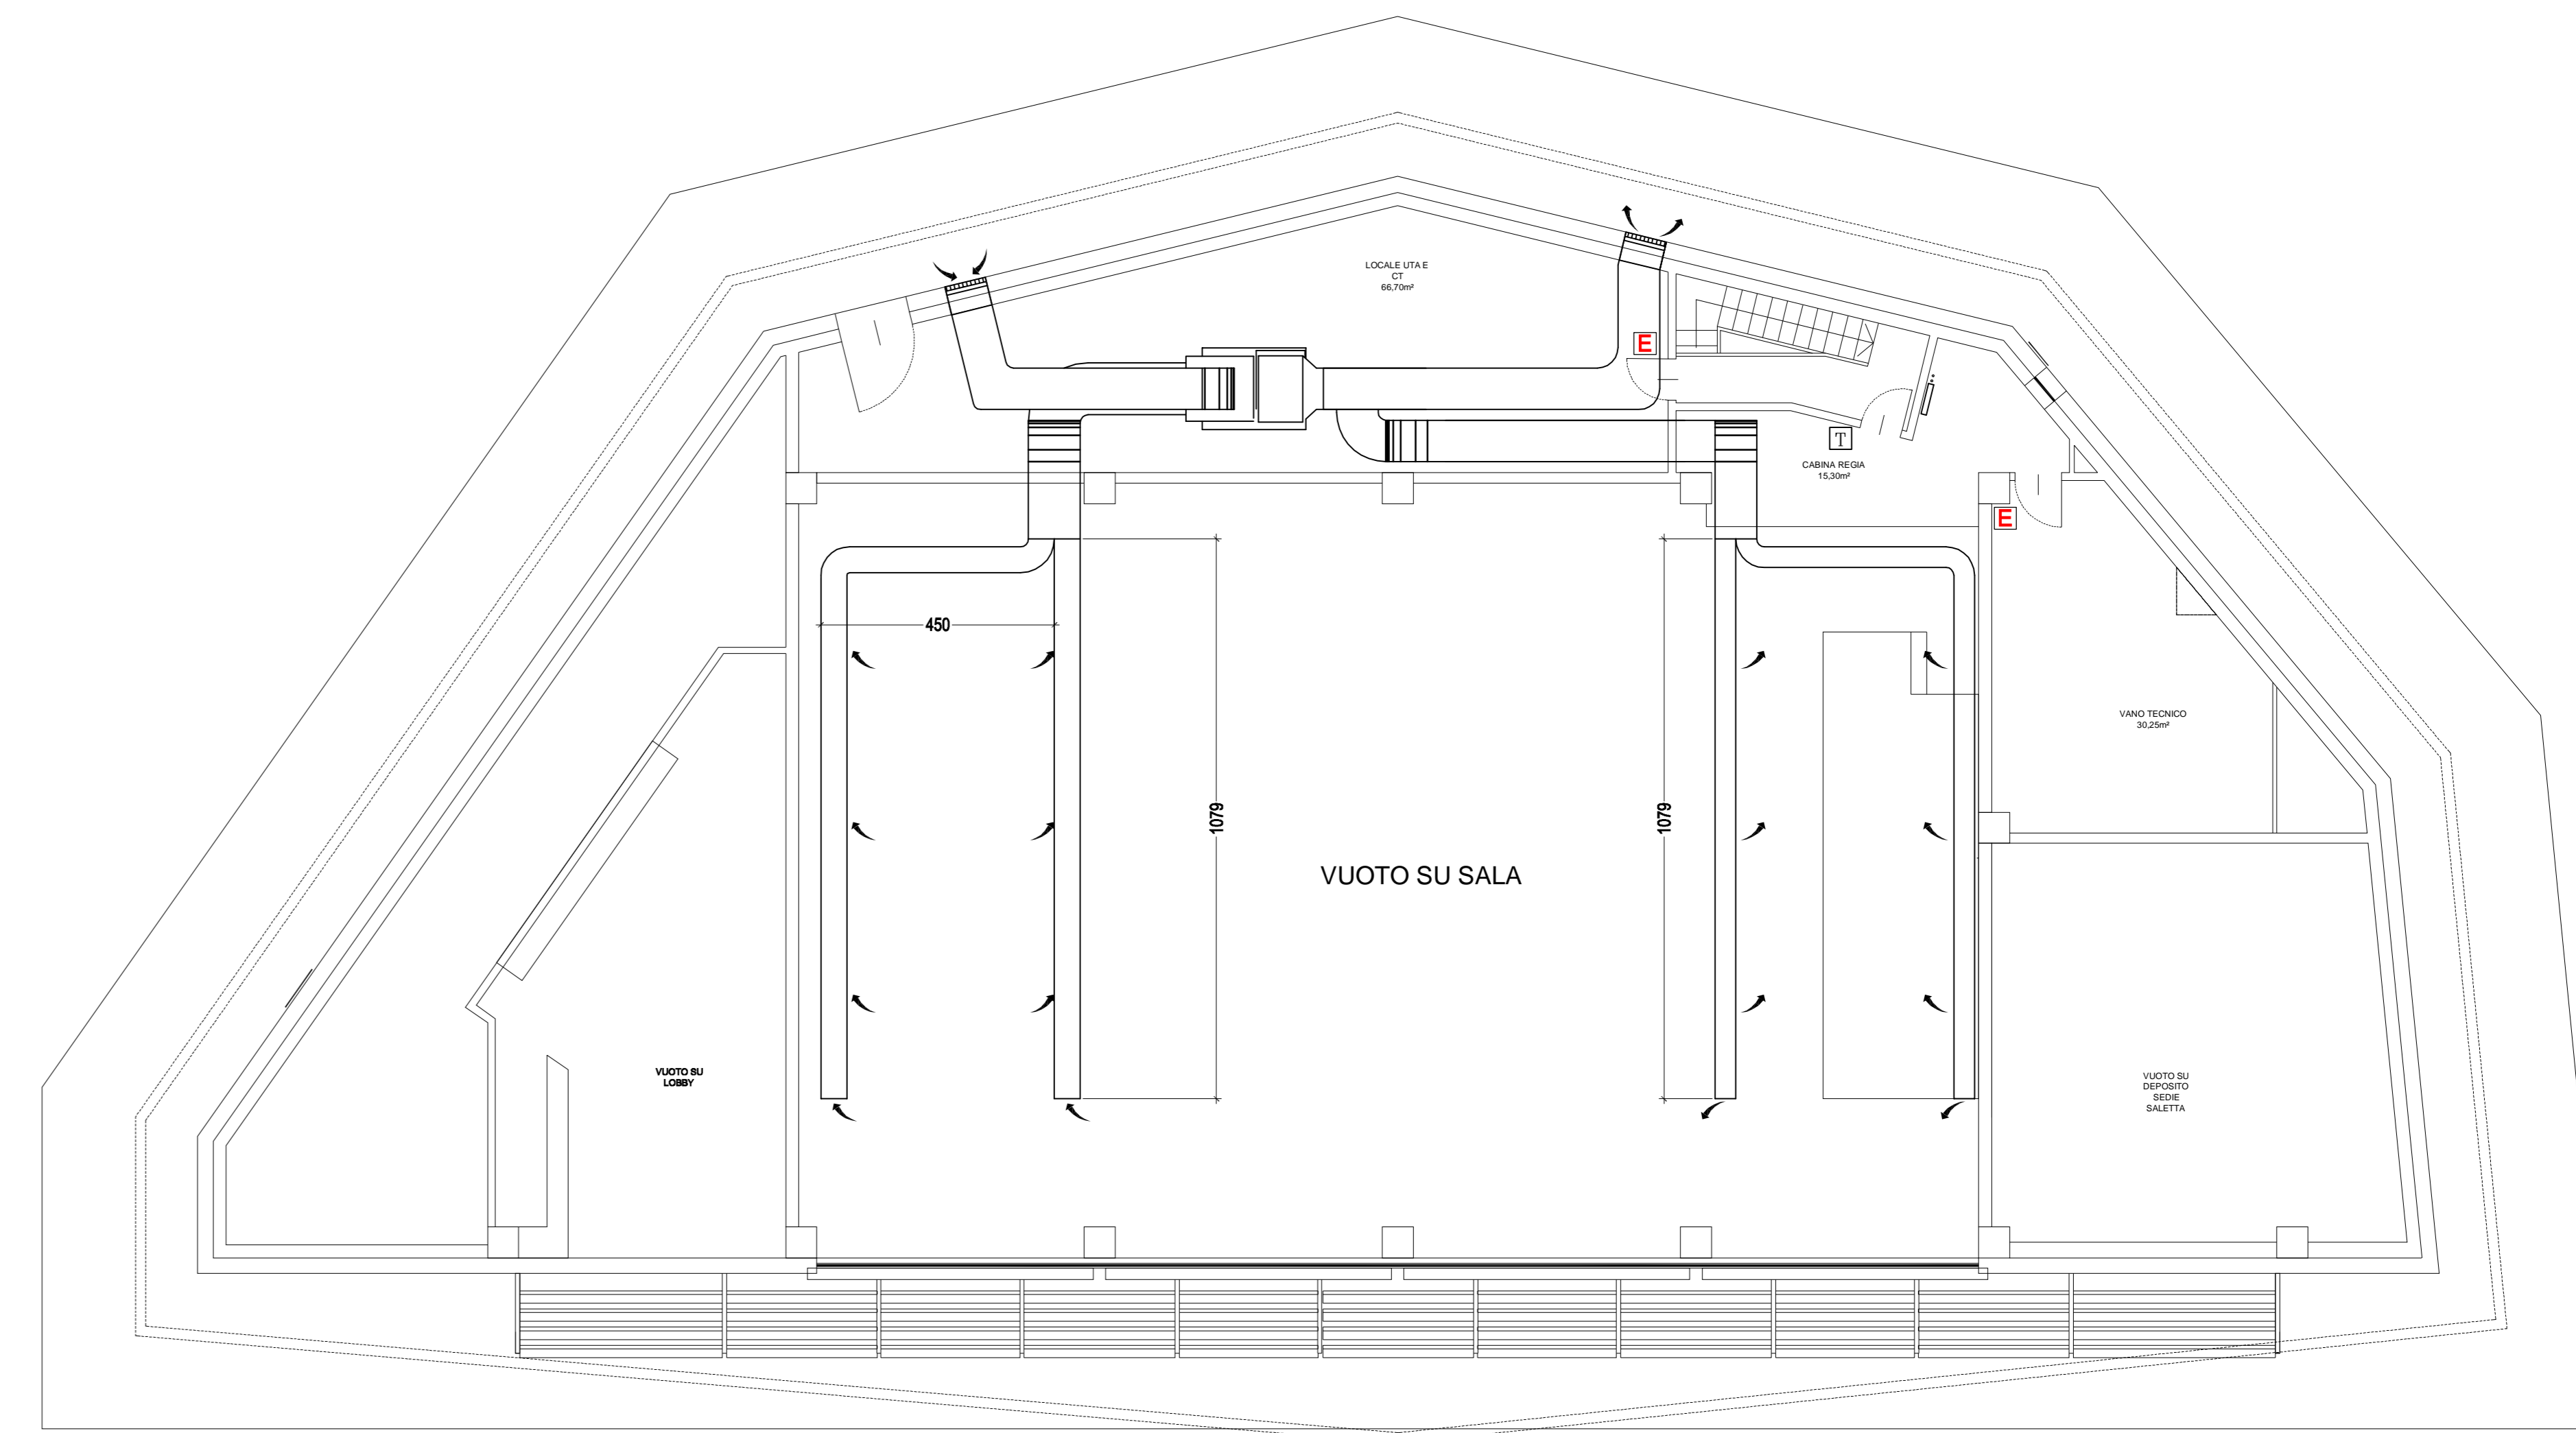 LOCALE UTA E
CT
66,70m²
E
T
CABINA REGIA
15,30m²
E
450
VANO TECNICO
30,25m²
1079
1079
VUOTO SU SALA
VUOTO SU
LOBBY
VUOTO SU
DEPOSITO
SEDIE
SALETTA